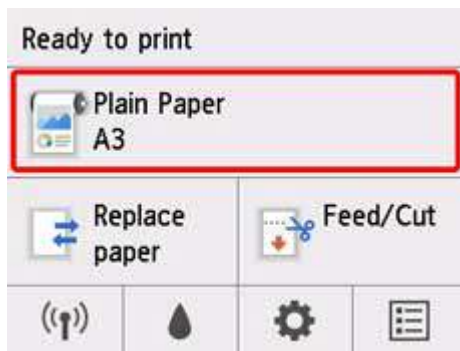 Ready to print
Plain Paper
A3
Replace
paper
Feed/Cut